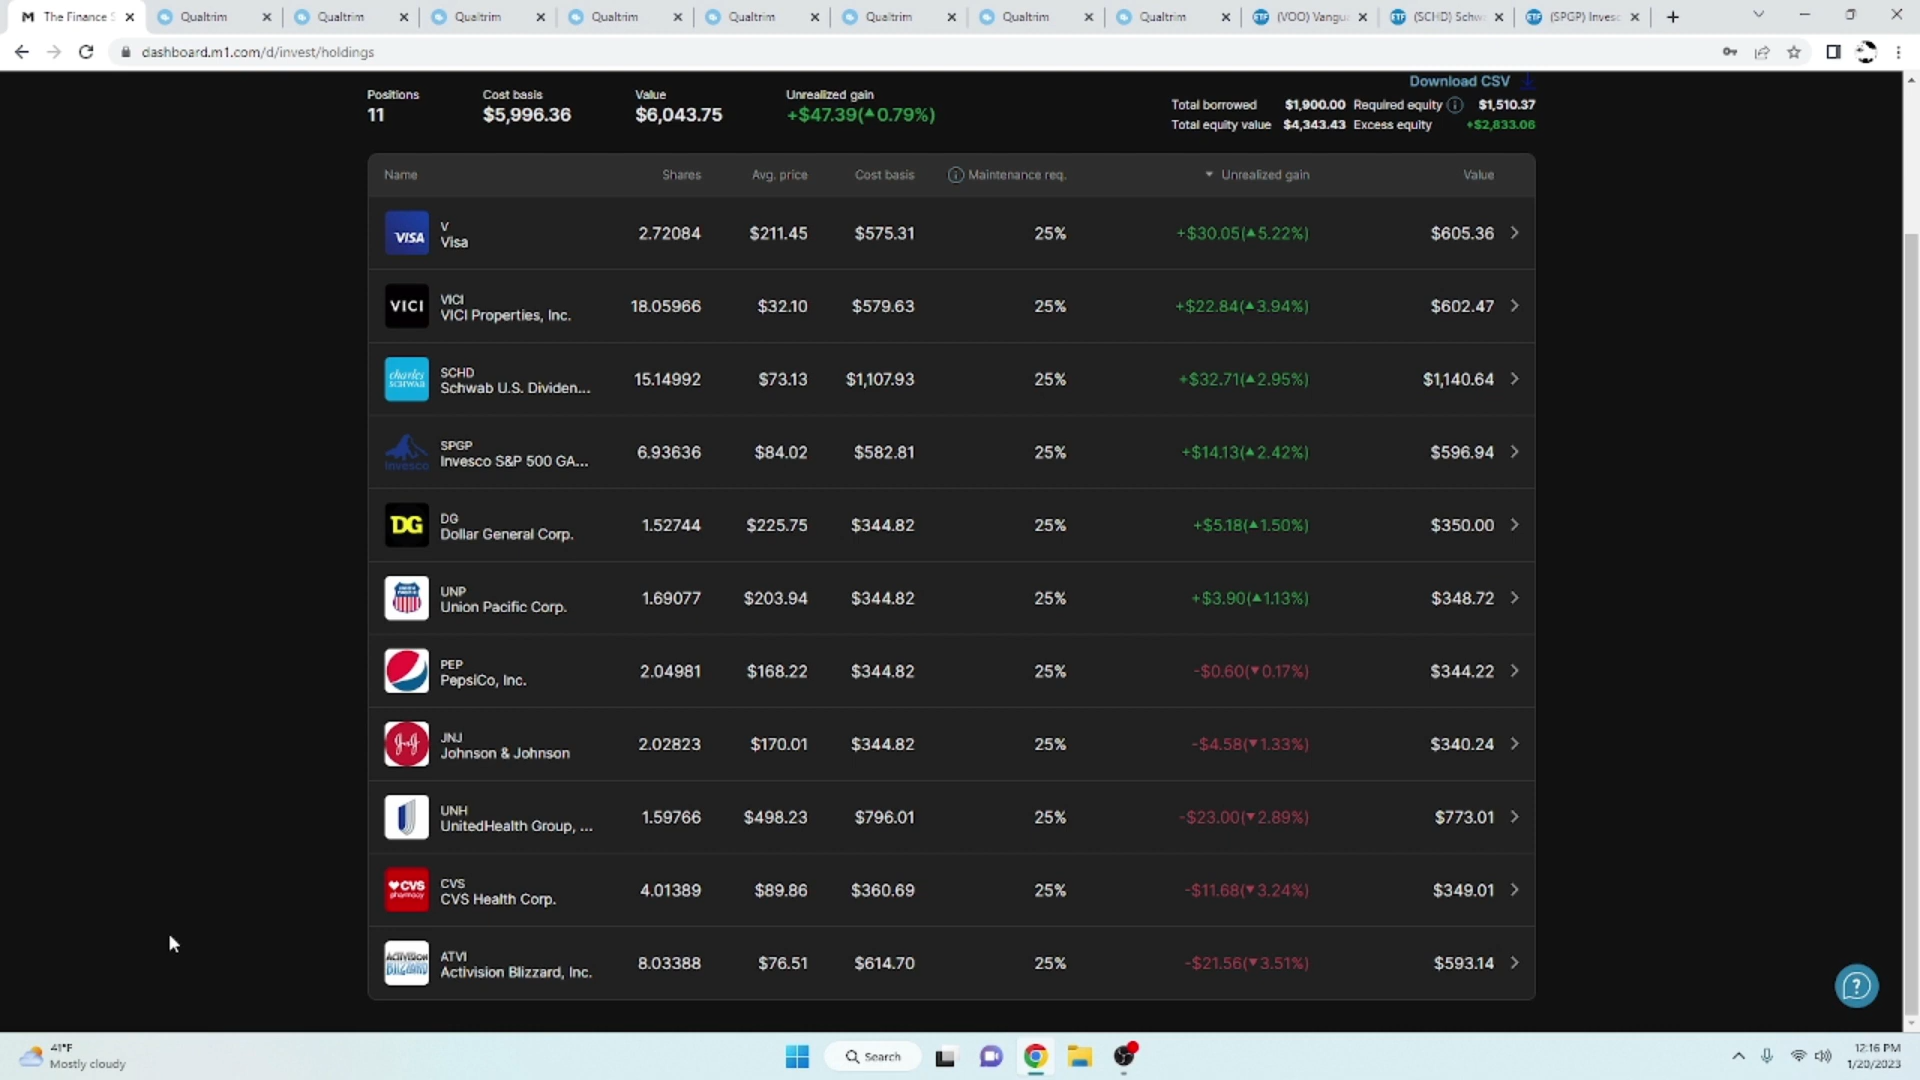 The Finance S
Qualtrim
Qualtrim
Qualtrim
Qualtrim
Qualtrim
Qualtrim
Qualtrim
Qualtrim
(VOO) Vangua
(SCHD) Schw
(SPGP) Invesc
dashboard.m1.com/d/invest/holdings
Download CSV
Positions
11
Cost basis
$5,996.36
Value
$6,043.75
Unrealized gain
+$47.39(▲0.79%)
Total borrowed $1,900.00 Required equity $1,510.37
Total equity value $4,343.43 Excess equity +$2,833.06
Name Shares Avg. price Cost basis Maintenance req. Unrealized gain Value
VISA
V
Visa
2.72084 $211.45 $575.31 25% +$30.05(▲5.22%) $605.36
VICI
VICI
VICI Properties, Inc.
18.05966 $32.10 $579.63 25% +$22.84(▲3.94%) $602.47
charles
SCHWAB
SCHD
Schwab U.S. Dividen...
15.14992 $73.13 $1,107.93 25% +$32.71(▲2.95%) $1,140.64
Invesco
SPGP
Invesco S&P 500 GA...
6.93636 $84.02 $582.81 25% +$14.13(▲2.42%) $596.94
DG
DG
Dollar General Corp.
1.52744 $225.75 $344.82 25% +$5.18(▲1.50%) $350.00
UNP
Union Pacific Corp.
1.69077 $203.94 $344.82 25% +$3.90(▲1.13%) $348.72
PEP
PepsiCo, Inc.
2.04981 $168.22 $344.82 25% -$0.60(▼0.17%) $344.22
JNJ
Johnson & Johnson
2.02823 $170.01 $344.82 25% -$4.58(▼1.33%) $340.24
UNH
UnitedHealth Group, ...
1.59766 $498.23 $796.01 25% -$23.00(▼2.89%) $773.01
CVS
pharmacy
CVS
CVS Health Corp.
4.01389 $89.86 $360.69 25% -$11.68(▼3.24%) $349.01
ACTIVISION
BLIZZARD
ATVI
Activision Blizzard, Inc.
8.03388 $76.51 $614.70 25% -$21.56(▼3.51%) $593.14
41°F
Mostly cloudy
Search
12:16 PM
1/20/2023